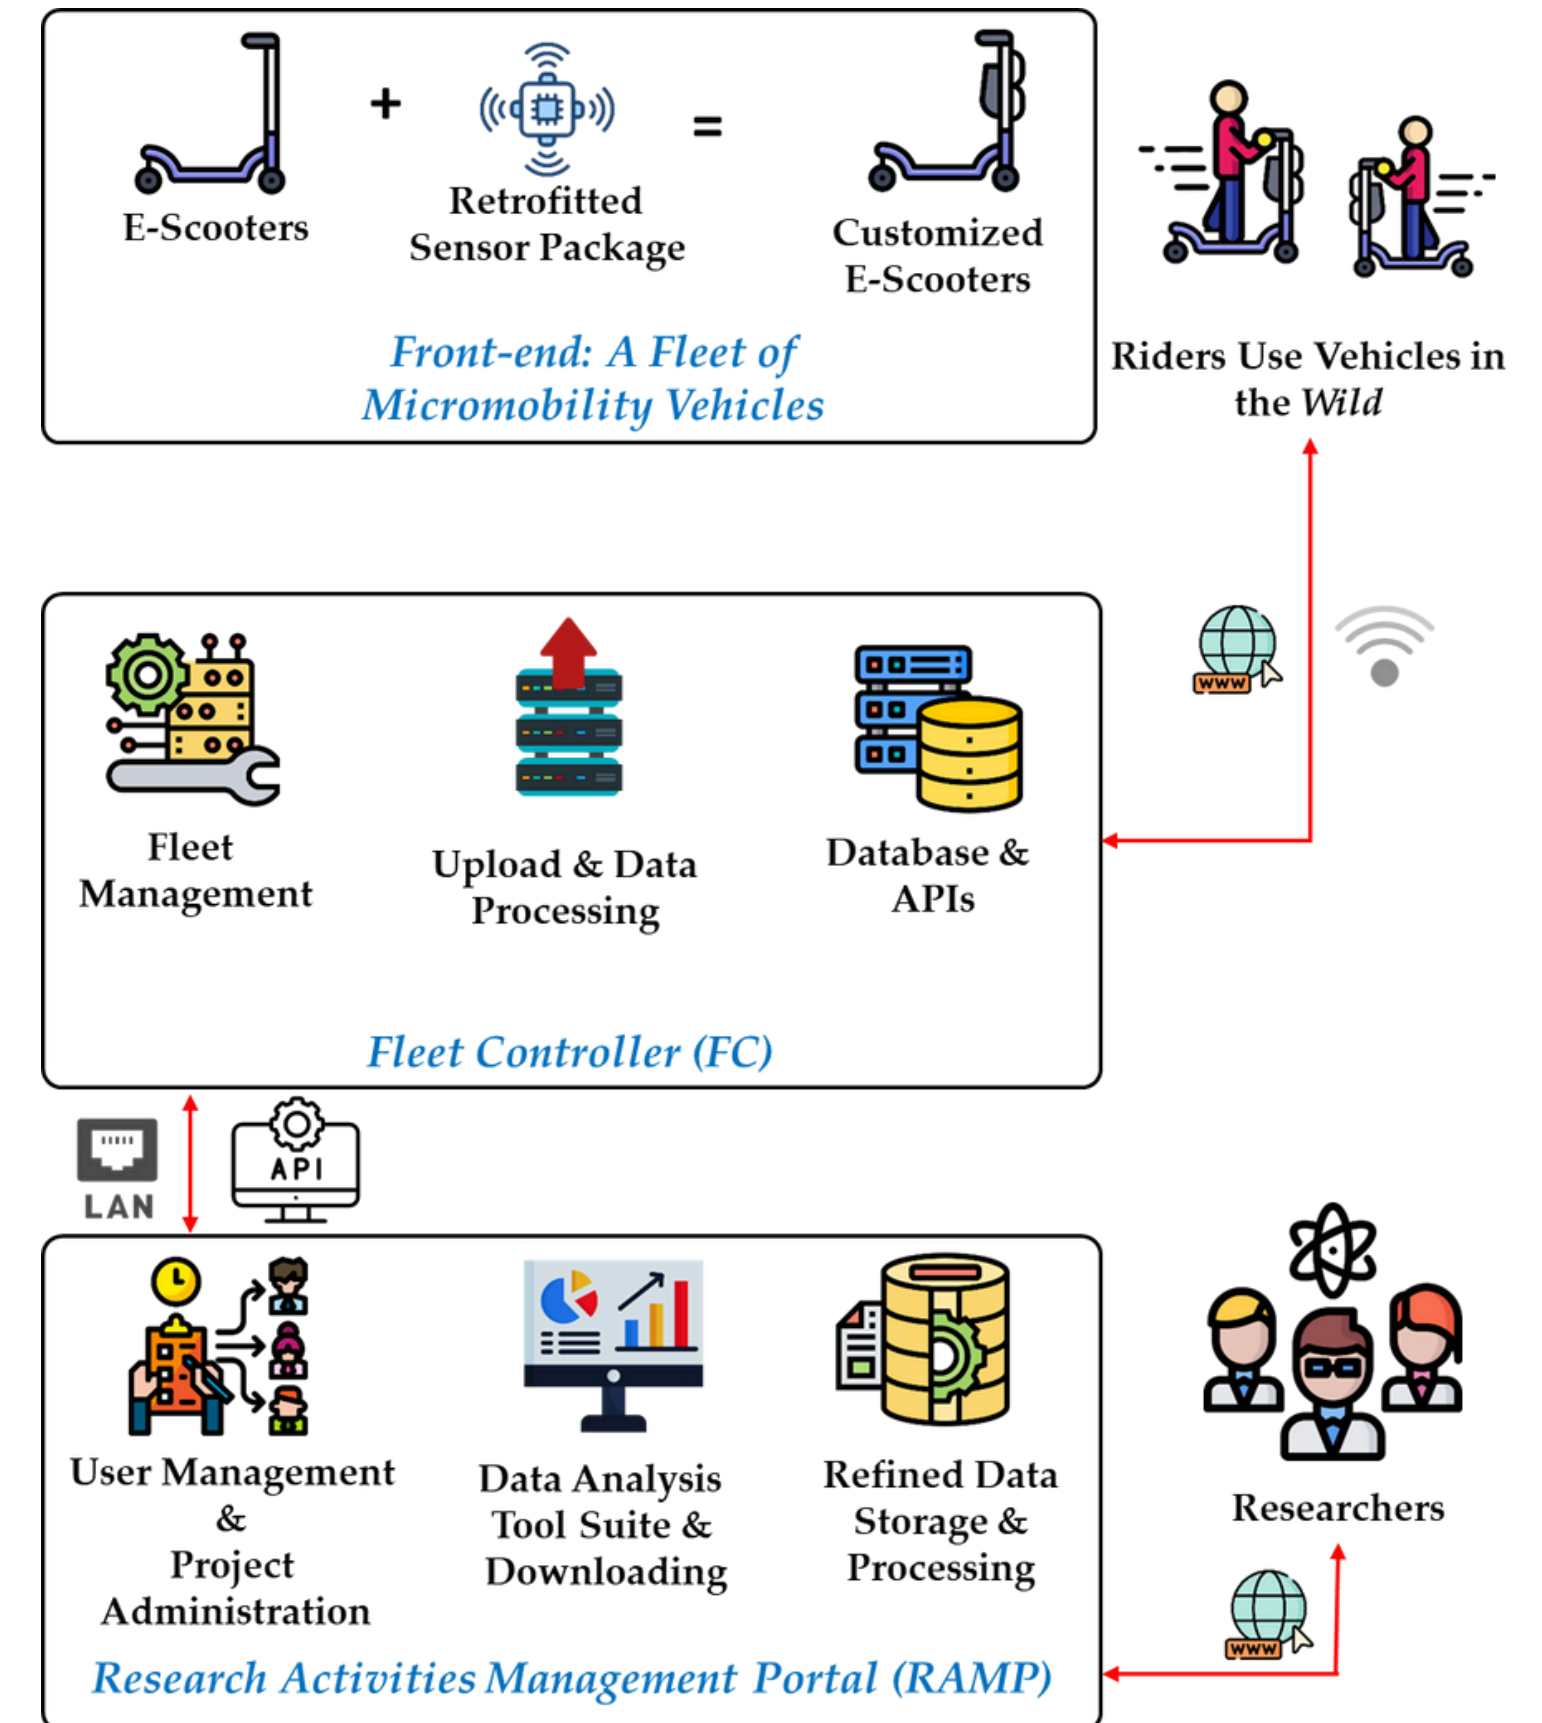 +
=
E-Scooters
Retrofitted
Sensor Package
Customized
E-Scooters
Front-end: A Fleet of
Micromobility Vehicles
Riders Use Vehicles in
the Wild
www
Fleet
Management
Upload & Data
Processing
Database &
APIs
Fleet Controller (FC)
LAN
API
User Management
&
Project
Administration
Data Analysis
Tool Suite &
Downloading
Refined Data
Storage &
Processing
Researchers
www
Research Activities Management Portal (RAMP)